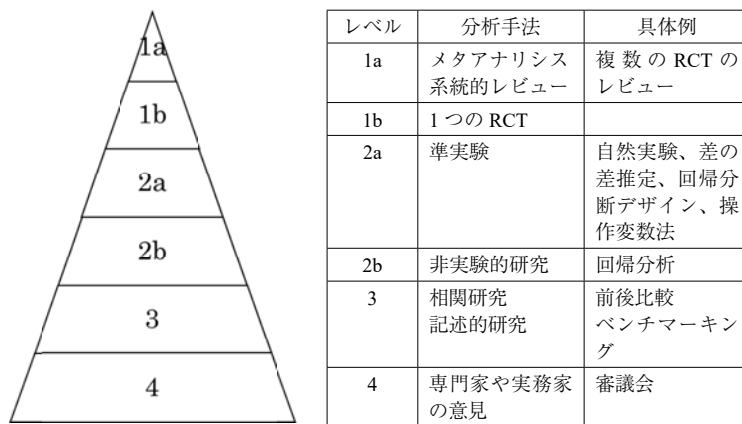 1a
1b
2a
2b
3
4
レベル 分析手法 具体例
1a メタアナリシス 複数の RCT の
系統的レビュー レビュー
1b 1 つの RCT
2a 準実験 自然実験、差の
差推定、回帰分
断デザイン、操
作変数法
2b 非実験的研究 回帰分析
3 相関研究 前後比較
記述的研究 ベンチマーキン
グ
4 専門家や実務家 審議会
の意見